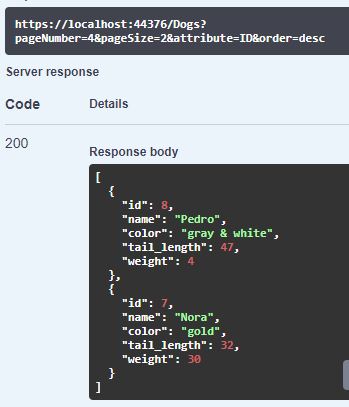 https://localhost:44376/Dogs?
pageNumber=4&pageSize=2&attribute=ID&order=desc
Server response
Code Details
200
Response body
[
  {
    "id": 8,
    "name": "Pedro",
    "color": "gray & white",
    "tail_length": 47,
    "weight": 4
  },
  {
    "id": 7,
    "name": "Nora",
    "color": "gold",
    "tail_length": 32,
    "weight": 30
  }
]